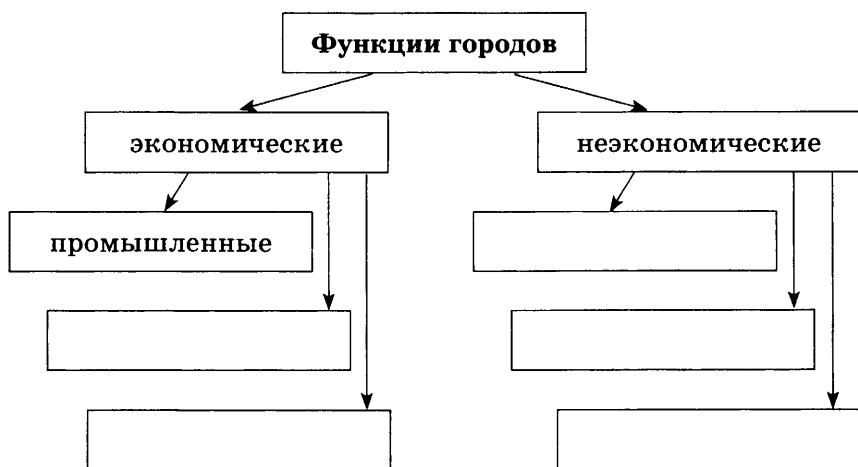 Функции городов
экономические
неэкономические
промышленные